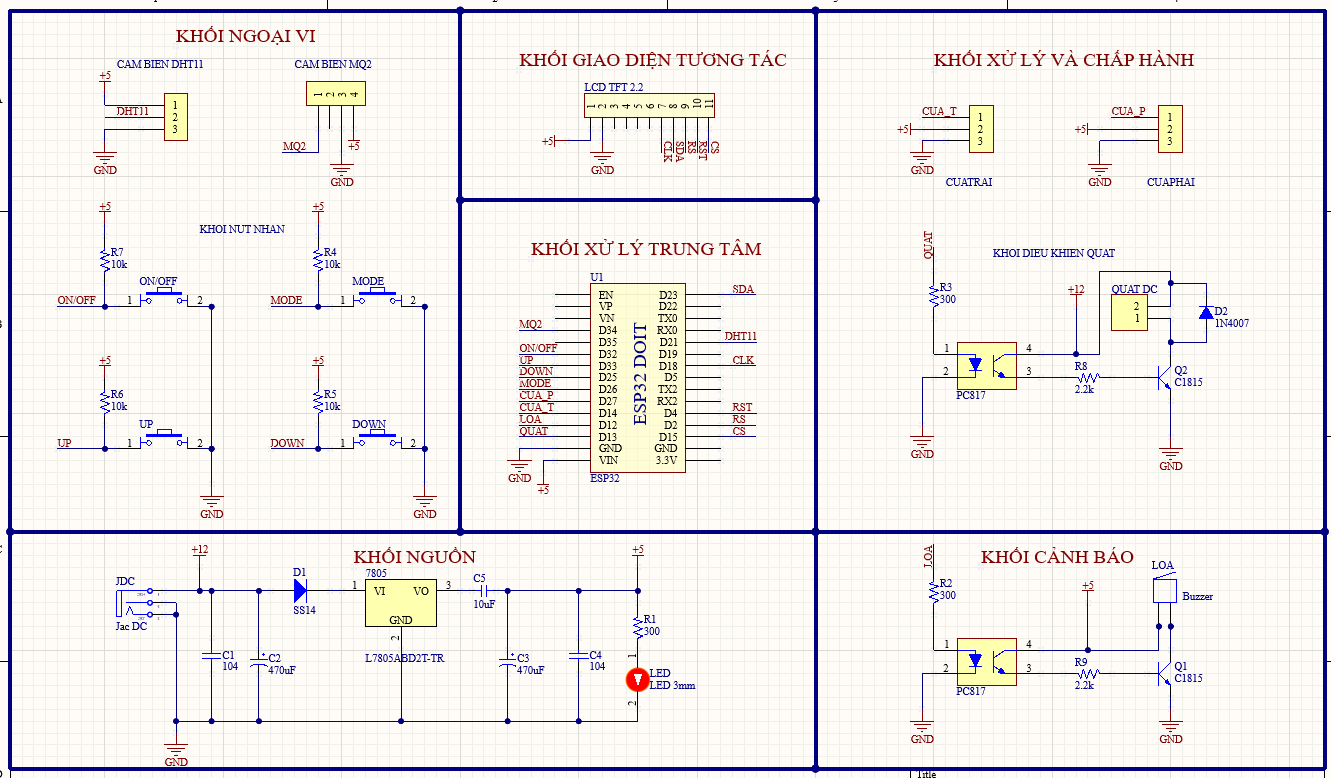 KHỐI NGOẠI VI
CAM BIEN DHT11
+5
DHT11
1
2
3
GND
CAM BIEN MQ2
1 2 3 4
MQ2
+5
GND
KHOI NUT NHAN
+5
R7
10k
ON/OFF
ON/OFF
1 2
+5
R4
10k
MODE
MODE
1 2
+5
R6
10k
UP
UP
1 2
GND
+5
R5
10k
DOWN
DOWN
1 2
GND
KHỐI GIAO DIỆN TƯƠNG TÁC
LCD TFT 2.2
1 2 3 4 5 6 7 8 9 10 11
+5
GND
CLK
SDA
RS
RST
CS
KHỐI XỬ LÝ TRUNG TÂM
U1
EN D23 SDA
VP D22
VN TX0
MQ2 D34 RX0
D35 D21 DHT11
ON/OFF D32 D19
UP D33 D18 CLK
DOWN D25 D5
MODE D26 TX2
CUA_P D27 RX2
CUA_T D14 D4 RST
LOA D12 D2 RS
QUAT D13 D15 CS
GND GND
VIN 3.3V
ESP32 DOIT
GND
+5
ESP32
KHỐI XỬ LÝ VÀ CHẤP HÀNH
CUA_T
+5
1
2
3
GND
CUATRAI
CUA_P
+5
1
2
3
GND
CUAPHAI
KHOI DIEU KHIEN QUAT
QUAT
R3
300
+12
QUAT DC
2
1
D2
1N4007
1 4
2 3
PC817
R8
2.2k
Q2
C1815
GND
GND
KHỐI NGUỒN
JDC
Jac DC
+12
D1
SS14
7805
1 VI VO 3
GND
2
L7805ABD2T-TR
C5
10uF
+5
R1
300
C1
104
C2
470uF
C3
470uF
C4
104
1
LED
LED 3mm
2
GND
KHỐI CẢNH BÁO
LOA
R2
300
+5
LOA
Buzzer
1 4
2 3
PC817
R9
2.2k
Q1
C1815
GND
GND
Title